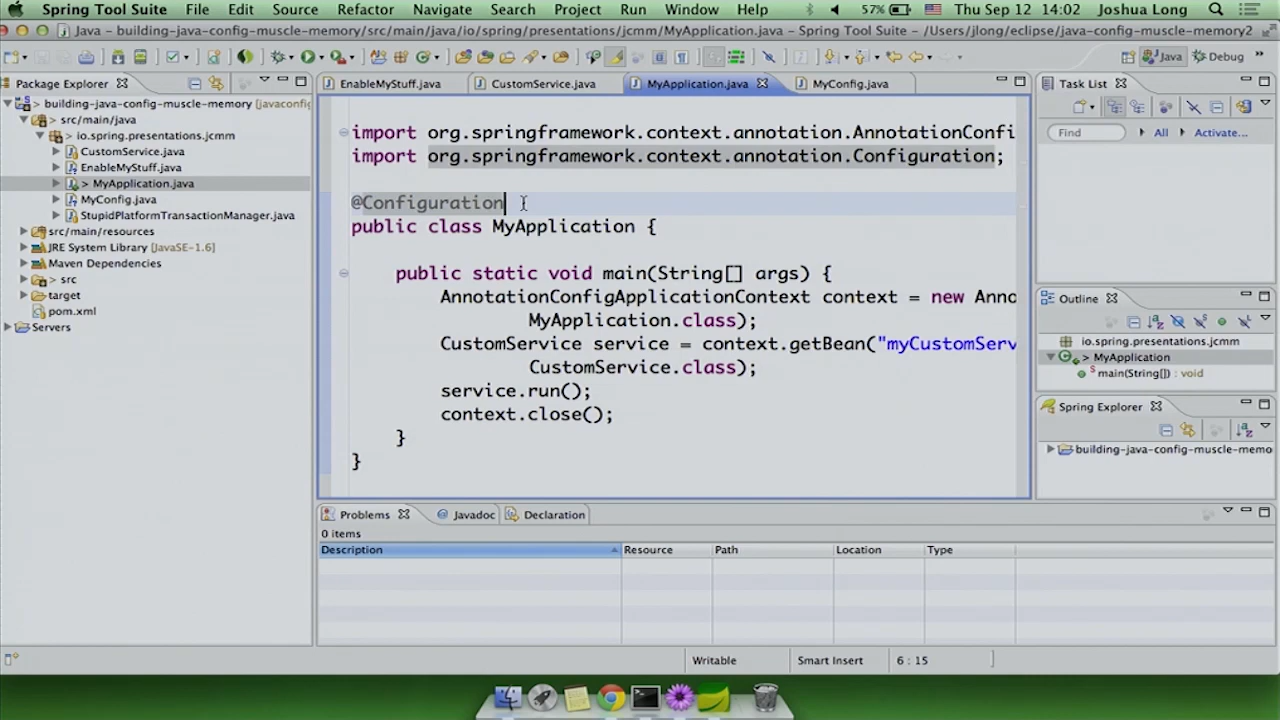 Spring Tool Suite File Edit Source Refactor Navigate Search Project Run Window Help 57% Thu Sep 12 14:02 Joshua Long
Java – building-java-config-muscle-memory/src/main/java/io/spring/presentations/jcmm/MyApplication.java – Spring Tool Suite – /Users/jlong/eclipse/java-config-muscle-memory2
Java Debug
Package Explorer
building-java-config-muscle-memory [javaconfig
src/main/java
io.spring.presentations.jcmm
CustomService.java
EnableMyStuff.java
> MyApplication.java
MyConfig.java
StupidPlatformTransactionManager.java
src/main/resources
JRE System Library [JavaSE-1.6]
Maven Dependencies
> src
target
pom.xml
Servers
EnableMyStuff.java CustomService.java MyApplication.java MyConfig.java
import org.springframework.context.annotation.AnnotationConfi
import org.springframework.context.annotation.Configuration;
@Configuration
public class MyApplication {
public static void main(String[] args) {
AnnotationConfigApplicationContext context = new Anno
MyApplication.class);
CustomService service = context.getBean("myCustomServ
CustomService.class);
service.run();
context.close();
}
}
Task List
Find All Activate...
Outline
io.spring.presentations.jcmm
> MyApplication
main(String[]) : void
Spring Explorer
building-java-config-muscle-memo
Problems Javadoc Declaration
0 items
Description Resource Path Location Type
Writable Smart Insert 6 : 15